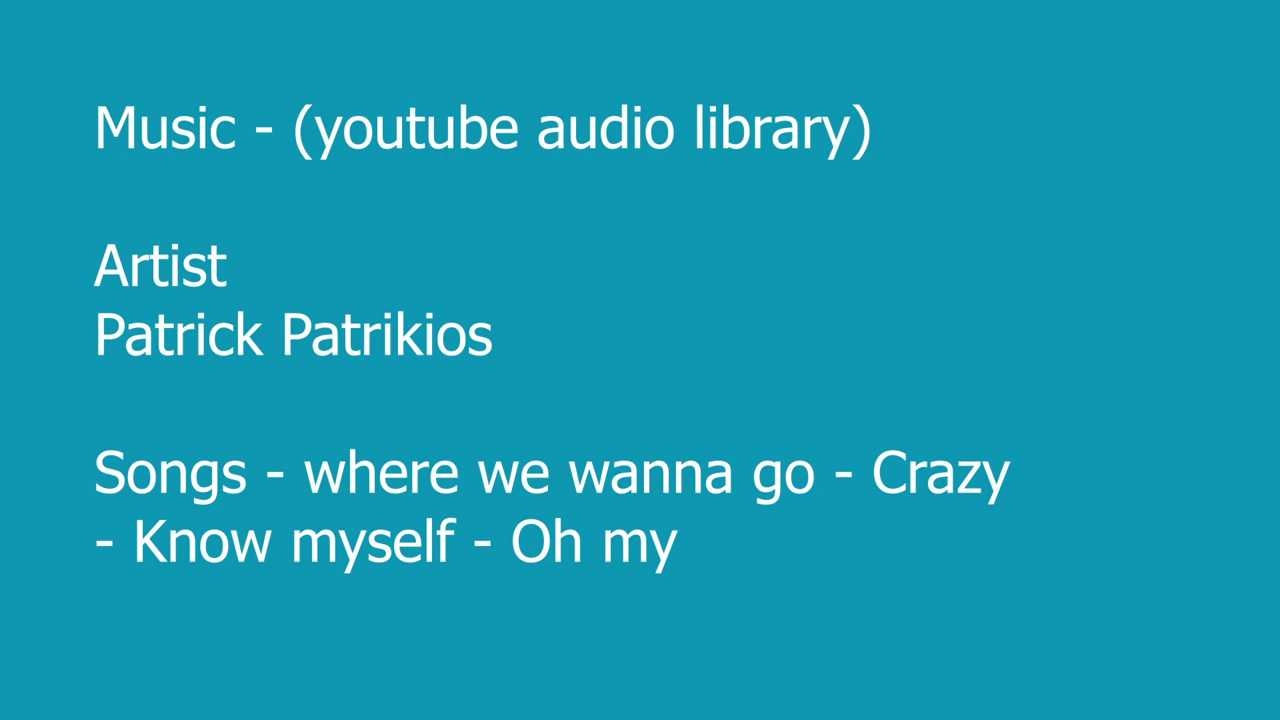 Music - (youtube audio library)
Artist
Patrick Patrikios
Songs - where we wanna go - Crazy
- Know myself - Oh my